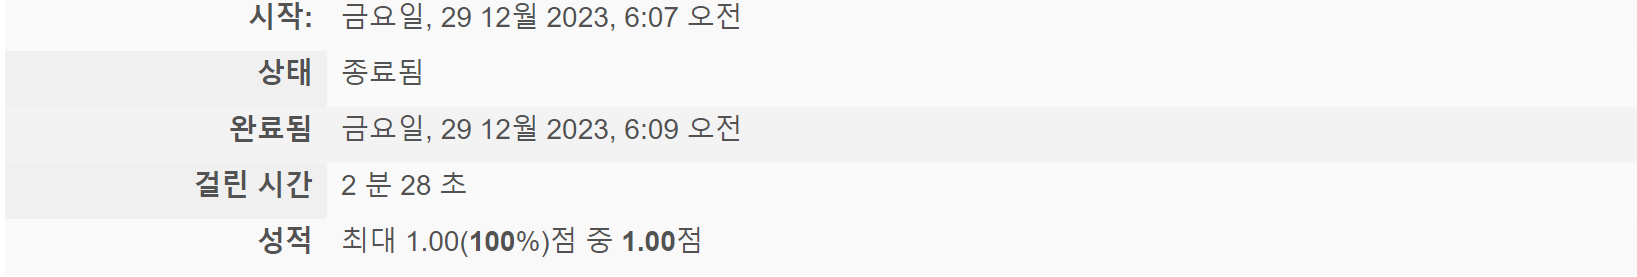 시작: 금요일, 29 12월 2023, 6:07 오전
상태 종료됨
완료됨 금요일, 29 12월 2023, 6:09 오전
걸린 시간 2 분 28 초
성적 최대 1.00(100%)점 중 1.00점